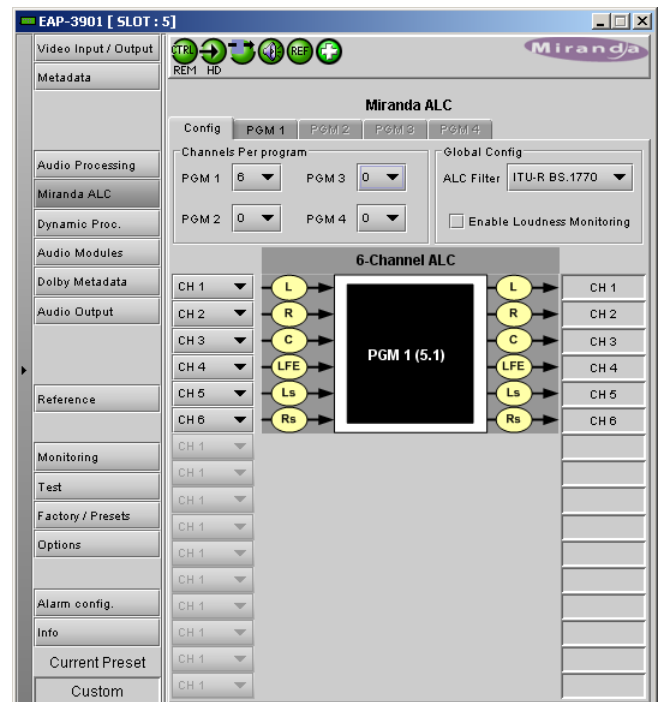 EAP-3901 [ SLOT : 5]
Video Input / Output
Metadata
Audio Processing
Miranda ALC
Dynamic Proc.
Audio Modules
Dolby Metadata
Audio Output
Reference
Monitoring
Test
Factory / Presets
Options
Alarm config.
Info
Current Preset
Custom
CTRL REF
REM HD
Miranda
Miranda ALC
Config PGM 1 PGM 2 PGM 3 PGM 4
Channels Per program
PGM 1 6 PGM 3 0
PGM 2 0 PGM 4 0
Global Config
ALC Filter ITU-R BS.1770
Enable Loudness Monitoring
6-Channel ALC
CH 1 L L CH 1
CH 2 R R CH 2
CH 3 C C CH 3
PGM 1 (5.1)
CH 4 LFE LFE CH 4
CH 5 Ls Ls CH 5
CH 6 Rs Rs CH 6
CH 1
CH 1
CH 1
CH 1
CH 1
CH 1
CH 1
CH 1
CH 1
CH 1